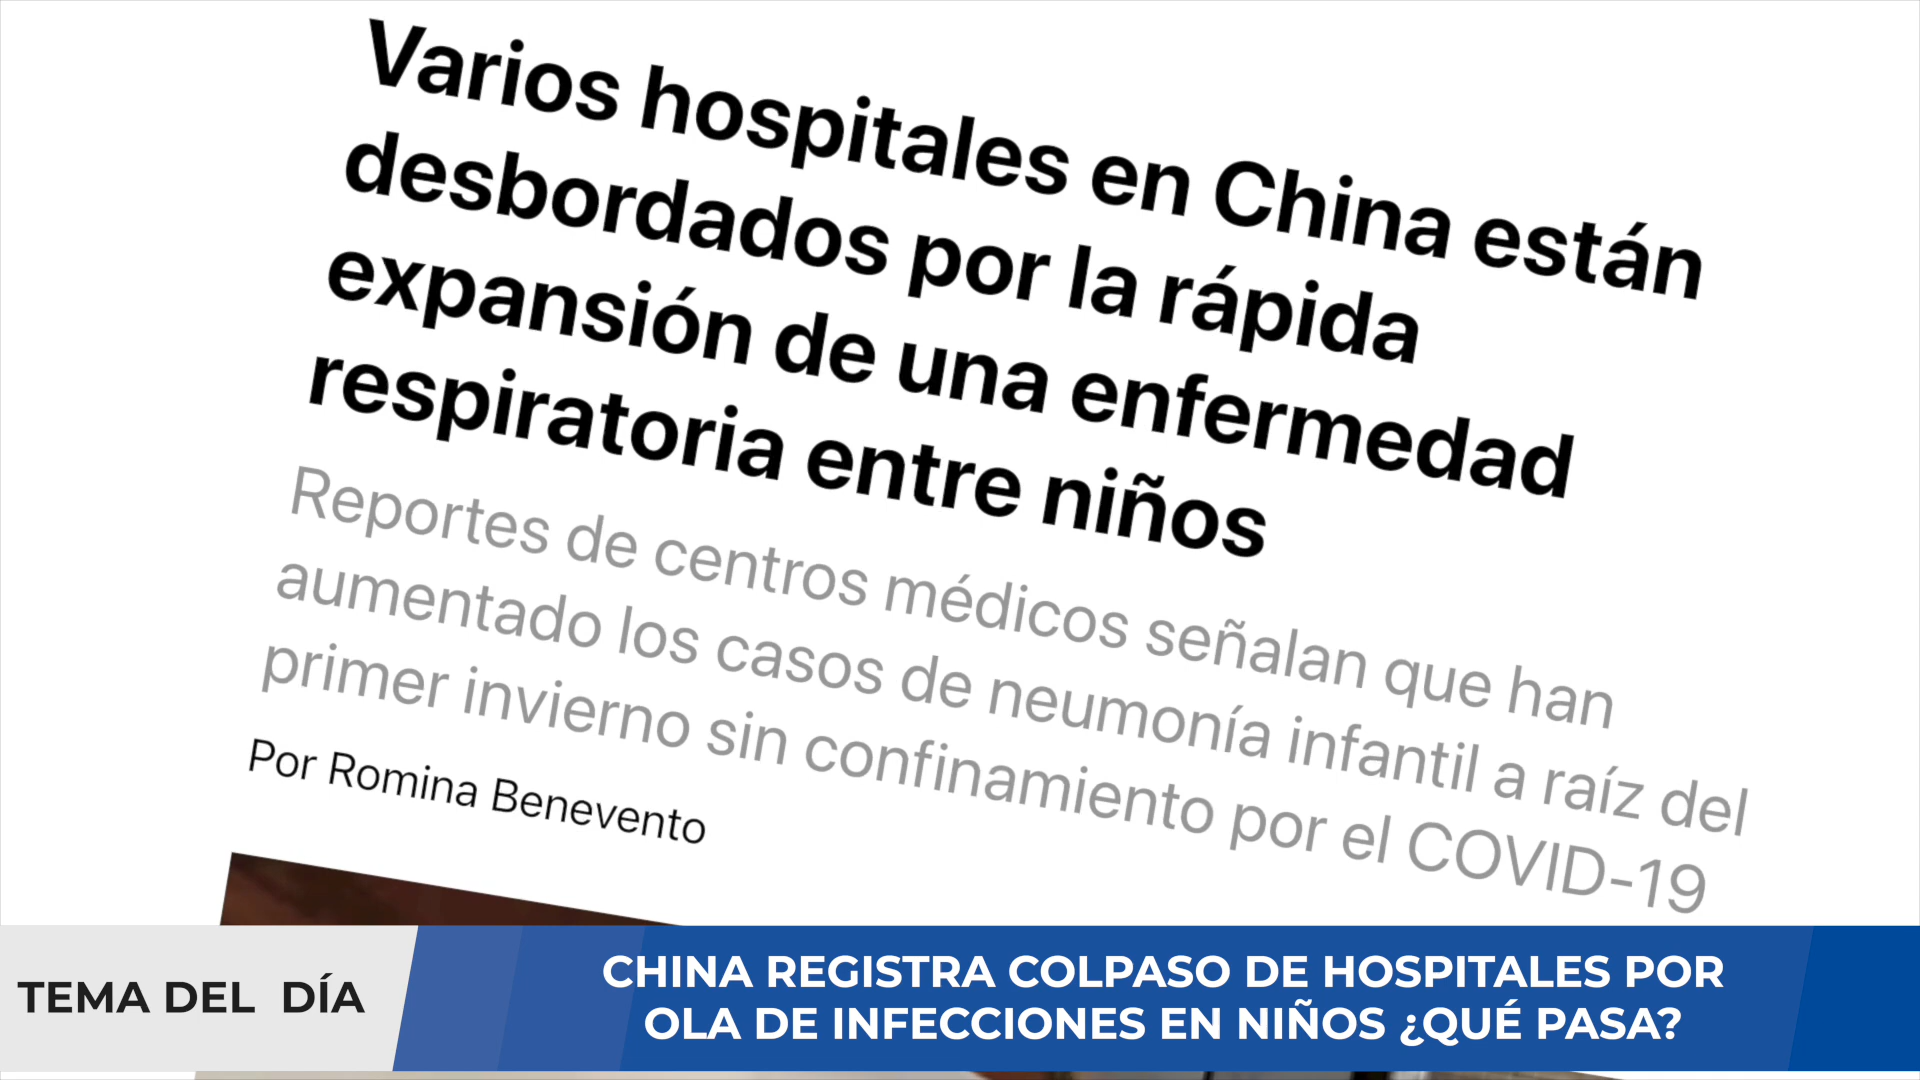 Varios hospitales en China están
desbordados por la rápida
expansión de una enfermedad
respiratoria entre niños
Reportes de centros médicos señalan que han
aumentado los casos de neumonía infantil a raíz del
primer invierno sin confinamiento por el COVID-19
Por Romina Benevento
TEMA DEL DÍA
CHINA REGISTRA COLPASO DE HOSPITALES POR
OLA DE INFECCIONES EN NIÑOS ¿QUÉ PASA?